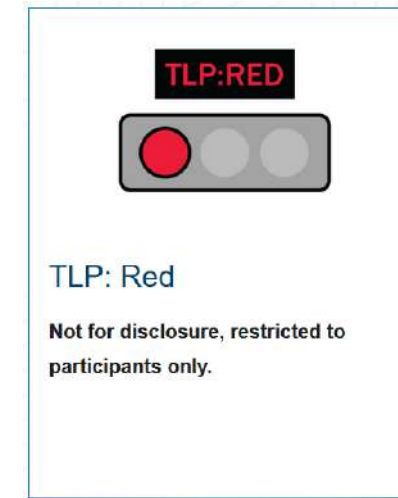 TLP:RED
TLP: Red
Not for disclosure, restricted to
participants only.